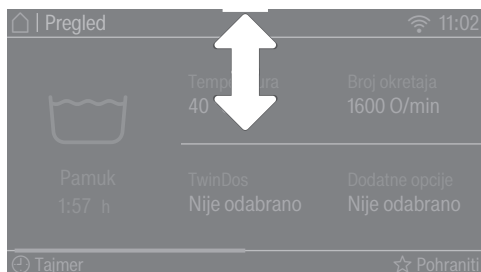 | Pregled 11:02
Temperatura Broj okretaja
40 1600 O/min
Pamuk TwinDos Dodatne opcije
1:57 h Nije odabrano Nije odabrano
Tajmer Pohraniti